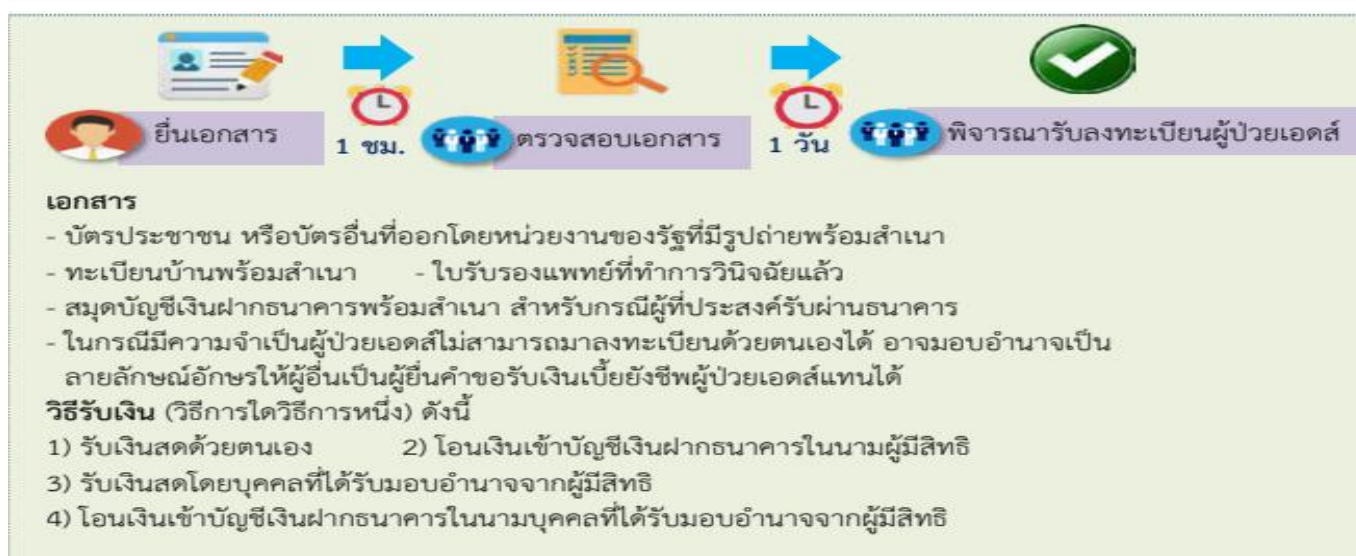 ยื่นเอกสาร
1 ชม.
ตรวจสอบเอกสาร
1 วัน
พิจารณารับลงทะเบียนผู้ป่วยเอดส์
เอกสาร
- บัตรประชาชน หรือบัตรอื่นที่ออกโดยหน่วยงานของรัฐที่มีรูปถ่ายพร้อมสำเนา
- ทะเบียนบ้านพร้อมสำเนา - ใบรับรองแพทย์ที่ทำการวินิจฉัยแล้ว
- สมุดบัญชีเงินฝากธนาคารพร้อมสำเนา สำหรับกรณีผู้ที่ประสงค์รับผ่านธนาคาร
- ในกรณีมีความจำเป็นผู้ป่วยเอดส์ไม่สามารถมาลงทะเบียนด้วยตนเองได้ อาจมอบอำนาจเป็น
ลายลักษณ์อักษรให้ผู้อื่นเป็นผู้ยื่นคำขอรับเงินเบี้ยยังชีพผู้ป่วยเอดส์แทนได้
วิธีรับเงิน (วิธีการใดวิธีการหนึ่ง) ดังนี้
1) รับเงินสดด้วยตนเอง 2) โอนเงินเข้าบัญชีเงินฝากธนาคารในนามผู้มีสิทธิ
3) รับเงินสดโดยบุคคลที่ได้รับมอบอำนาจจากผู้มีสิทธิ
4) โอนเงินเข้าบัญชีเงินฝากธนาคารในนามบุคคลที่ได้รับมอบอำนาจจากผู้มีสิทธิ